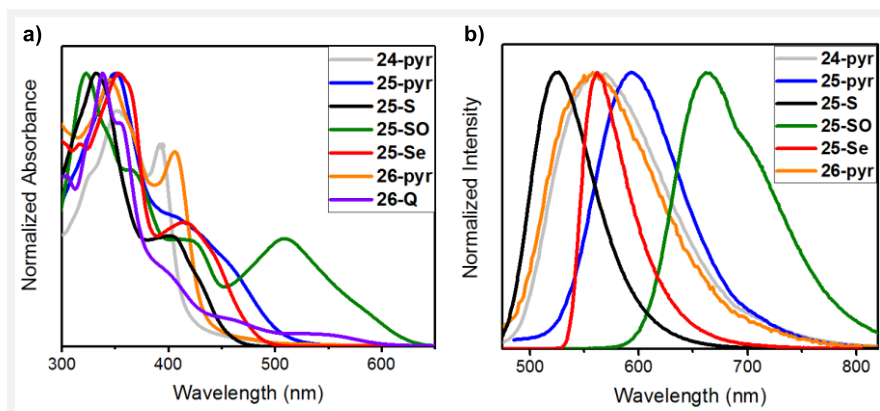 a)
24-pyr
25-pyr
25-S
25-SO
25-Se
26-pyr
26-Q
Normalized Absorbance
300
400
500
600
Wavelength (nm)
b)
24-pyr
25-pyr
25-S
25-SO
25-Se
26-pyr
Normalized Intensity
500
600
700
800
Wavelength (nm)